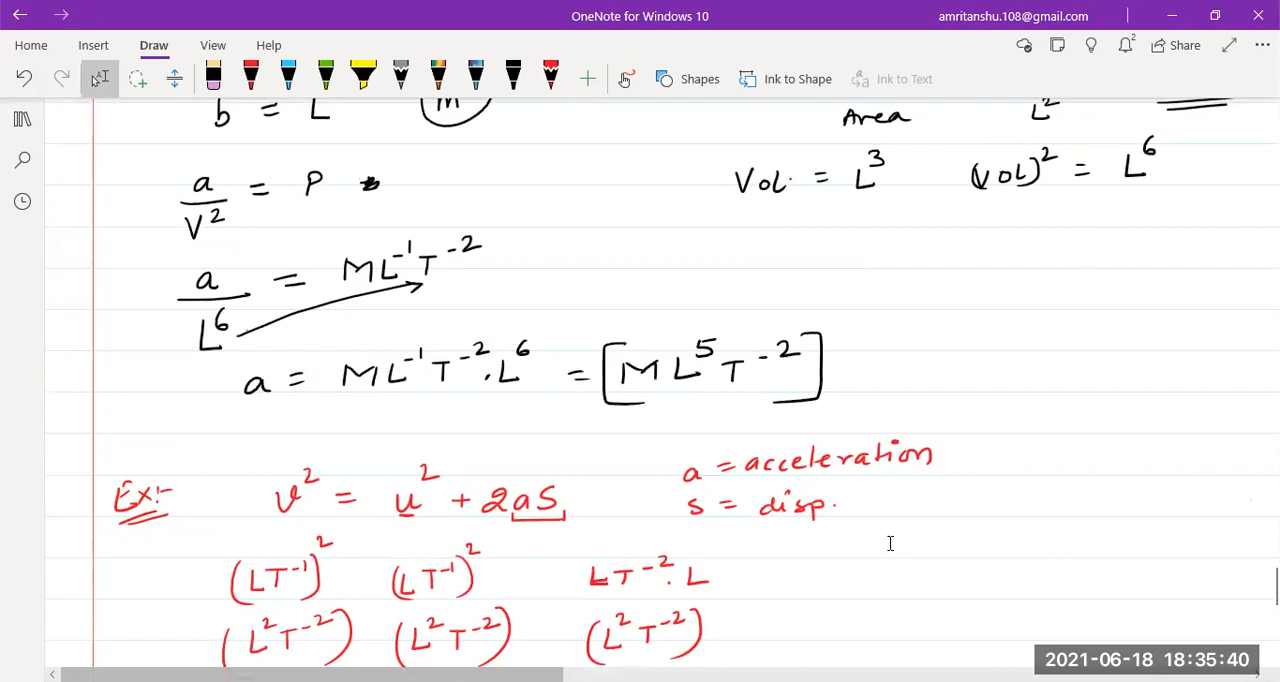 OneNote for Windows 10
amritanshu.108@gmail.com
Home Insert Draw View Help
Share
Shapes
Ink to Shape
Ink to Text
b = L (m)
Area L²
a/V² = P
Vol. = L³ (VOL)² = L⁶
a/L⁶ = ML⁻¹T⁻²
a = ML⁻¹T⁻².L⁶ = [ML⁵T⁻²]
Ex:- v² = u² + 2aS
a = acceleration
s = disp.
(LT⁻¹)² (LT⁻¹)² LT⁻².L
(L²T⁻²) (L²T⁻²) (L²T⁻²)
2021-06-18 18:35:40